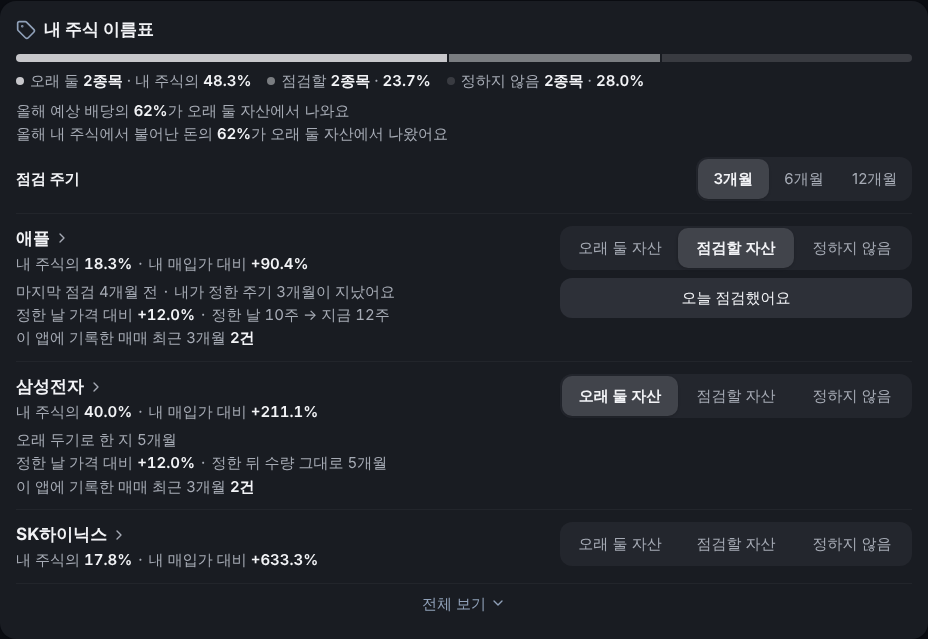 내 주식 이름표
오래 둘 2종목 · 내 주식의 48.3% 점검할 2종목 · 23.7% 정하지 않음 2종목 · 28.0%
올해 예상 배당의 62%가 오래 둘 자산에서 나와요
올해 내 주식에서 불어난 돈의 62%가 오래 둘 자산에서 나왔어요
점검 주기 3개월 6개월 12개월
애플 >
오래 둘 자산 점검할 자산 정하지 않음
내 주식의 18.3% · 내 매입가 대비 +90.4%
마지막 점검 4개월 전 · 내가 정한 주기 3개월이 지났어요
오늘 점검했어요
정한 날 가격 대비 +12.0% · 정한 날 10주 → 지금 12주
이 앱에 기록한 매매 최근 3개월 2건
삼성전자 >
오래 둘 자산 점검할 자산 정하지 않음
내 주식의 40.0% · 내 매입가 대비 +211.1%
오래 두기로 한 지 5개월
정한 날 가격 대비 +12.0% · 정한 뒤 수량 그대로 5개월
이 앱에 기록한 매매 최근 3개월 2건
SK하이닉스 >
오래 둘 자산 점검할 자산 정하지 않음
내 주식의 17.8% · 내 매입가 대비 +633.3%
전체 보기